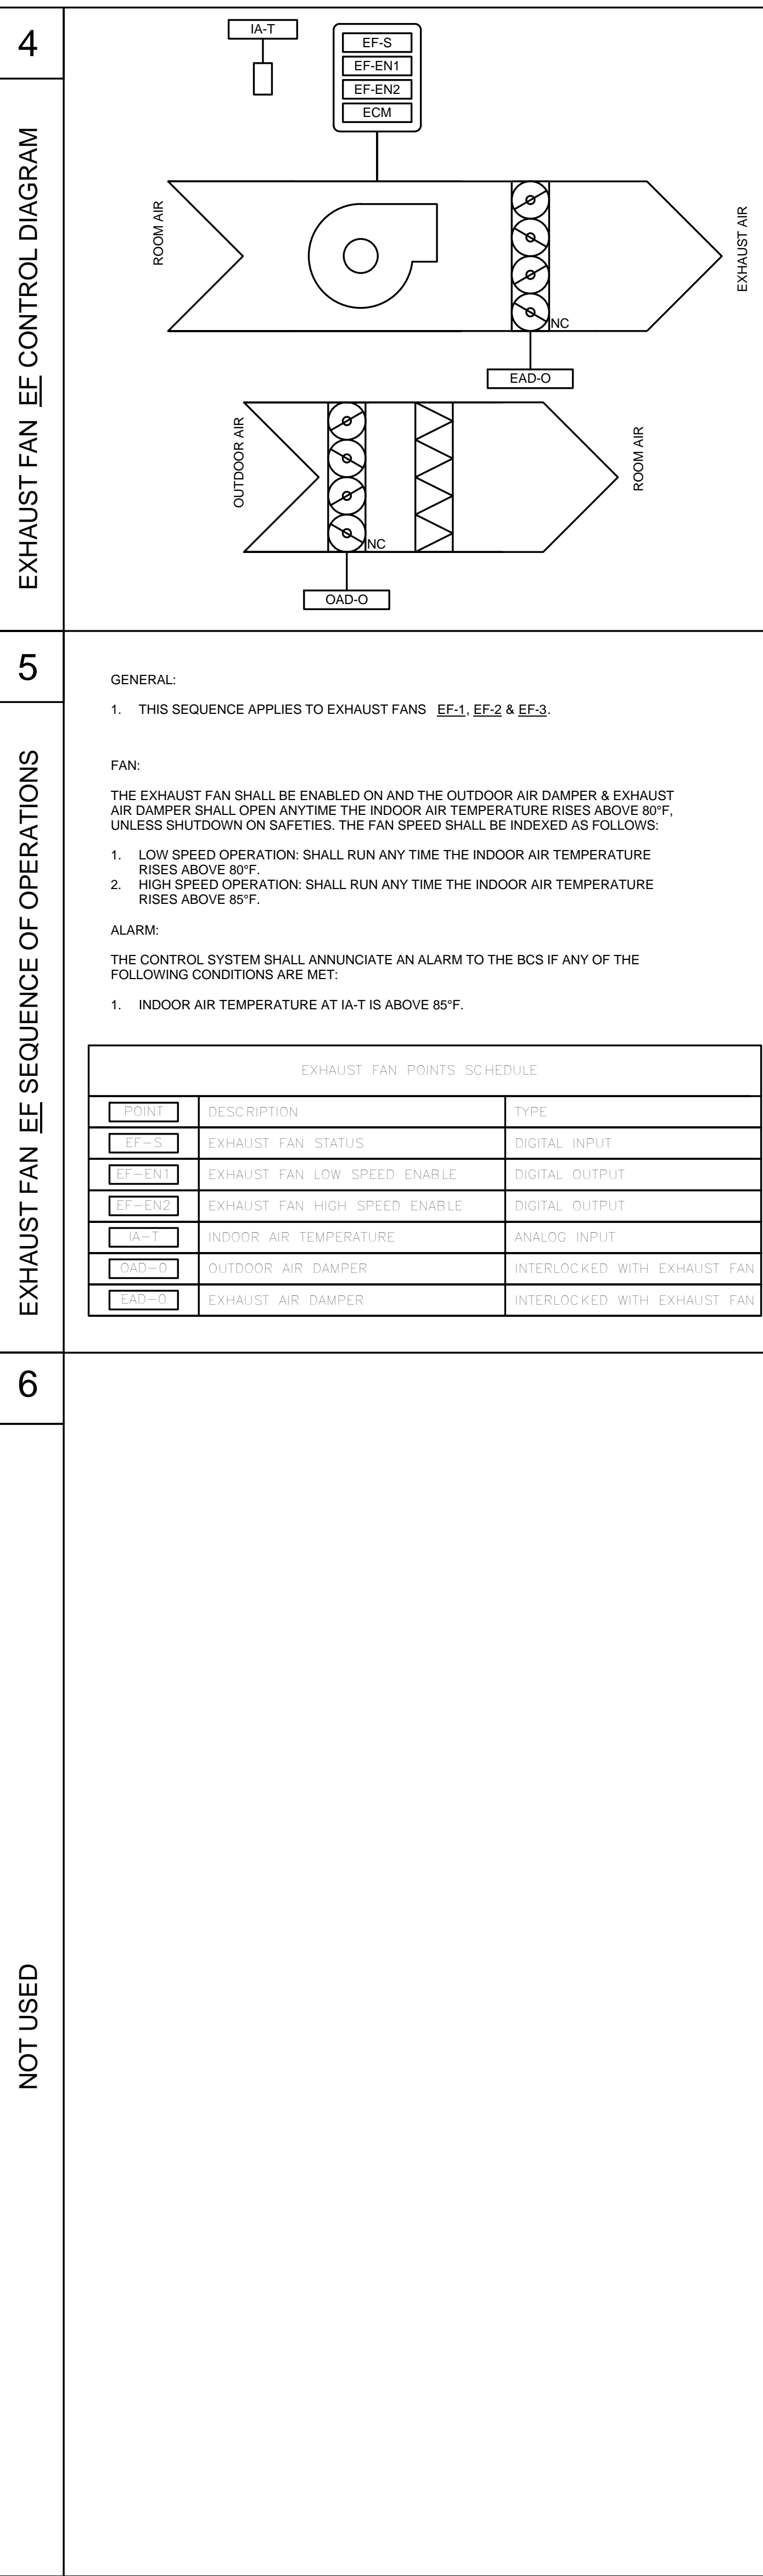 4
EXHAUST FAN EF CONTROL DIAGRAM
IA-T
EF-S
EF-EN1
EF-EN2
ECM
ROOM AIR
EXHAUST AIR
NC
EAD-O
OUTDOOR AIR
ROOM AIR
NC
OAD-O
5
EXHAUST FAN EF SEQUENCE OF OPERATIONS
GENERAL:
1. THIS SEQUENCE APPLIES TO EXHAUST FANS EF-1, EF-2 & EF-3.
FAN:
THE EXHAUST FAN SHALL BE ENABLED ON AND THE OUTDOOR AIR DAMPER & EXHAUST
AIR DAMPER SHALL OPEN ANYTIME THE INDOOR AIR TEMPERATURE RISES ABOVE 80°F,
UNLESS SHUTDOWN ON SAFETIES. THE FAN SPEED SHALL BE INDEXED AS FOLLOWS:
1. LOW SPEED OPERATION: SHALL RUN ANY TIME THE INDOOR AIR TEMPERATURE
RISES ABOVE 80°F.
2. HIGH SPEED OPERATION: SHALL RUN ANY TIME THE INDOOR AIR TEMPERATURE
RISES ABOVE 85°F.
ALARM:
THE CONTROL SYSTEM SHALL ANNUNCIATE AN ALARM TO THE BCS IF ANY OF THE
FOLLOWING CONDITIONS ARE MET:
1. INDOOR AIR TEMPERATURE AT IA-T IS ABOVE 85°F.
EXHAUST FAN POINTS SCHEDULE
POINT DESCRIPTION TYPE
EF-S EXHAUST FAN STATUS DIGITAL INPUT
EF-EN1 EXHAUST FAN LOW SPEED ENABLE DIGITAL OUTPUT
EF-EN2 EXHAUST FAN HIGH SPEED ENABLE DIGITAL OUTPUT
IA-T INDOOR AIR TEMPERATURE ANALOG INPUT
OAD-O OUTDOOR AIR DAMPER INTERLOCKED WITH EXHAUST FAN
EAD-O EXHAUST AIR DAMPER INTERLOCKED WITH EXHAUST FAN
6
NOT USED